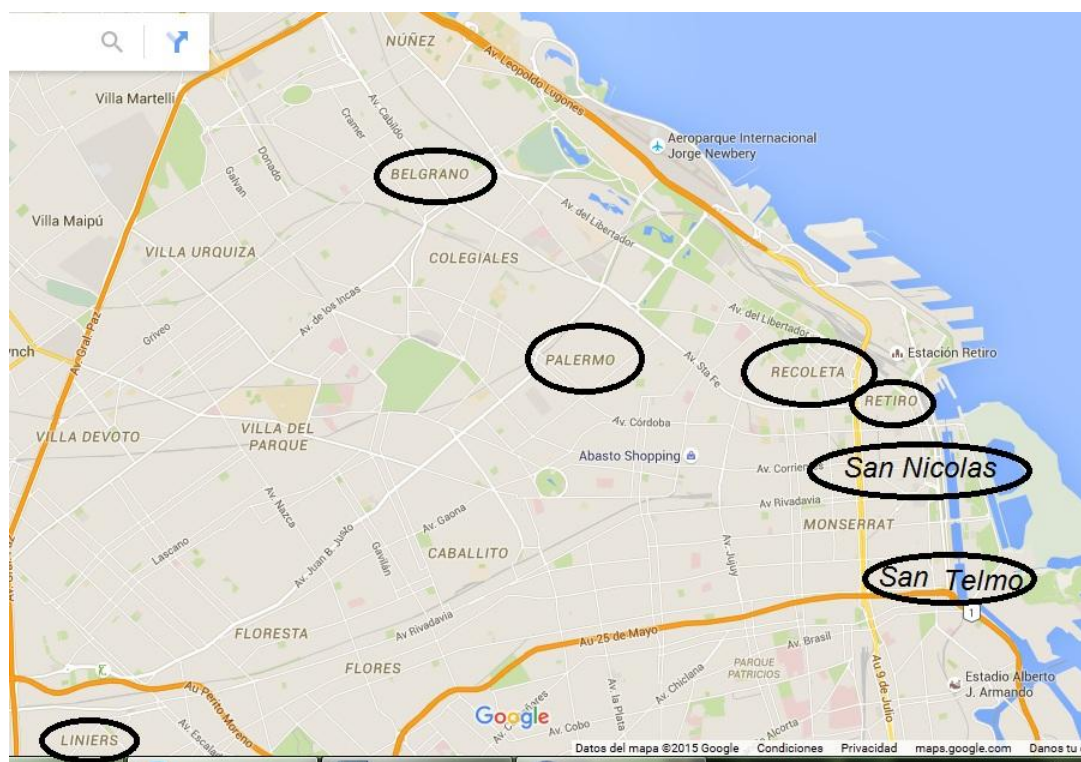 NÚÑEZ
Av. Leopoldo Lugones
Villa Martelli
Av. Cabildo
Cramer
Aeroparque Internacional
Jorge Newbery
Donado
Galvan
BELGRANO
Av. del Libertador
Villa Maipú
VILLA URQUIZA
COLEGIALES
Av. de los Incas
Av. Gral. Paz
Griveo
Av. del Libertador
ynch
Estación Retiro
PALERMO
Av. Sta Fe
RECOLETA
RETIRO
Av. Córdoba
VILLA DEVOTO
VILLA DEL
PARQUE
Abasto Shopping
Av. Corrientes
San Nicolas
Av Rivadavia
Av. Nazca
Av. Gaona
MONSERRAT
Av. Juan B. Justo
Lascano
Gavilán
CABALLITO
Av. Jujuy
San Telmo
1
FLORESTA
Av Rivadavia
Au 25 de Mayo
Av. Brasil
FLORES
PARQUE
PATRICIOS
Av. Chiclana
Au 9 de Julio
Estadio Alberto
J. Armando
Au Perito Moreno
Av. la Plata
Google
Av. Cobo
LINIERS
Datos del mapa ©2015 Google Condiciones Privacidad maps.google.com Danos tu